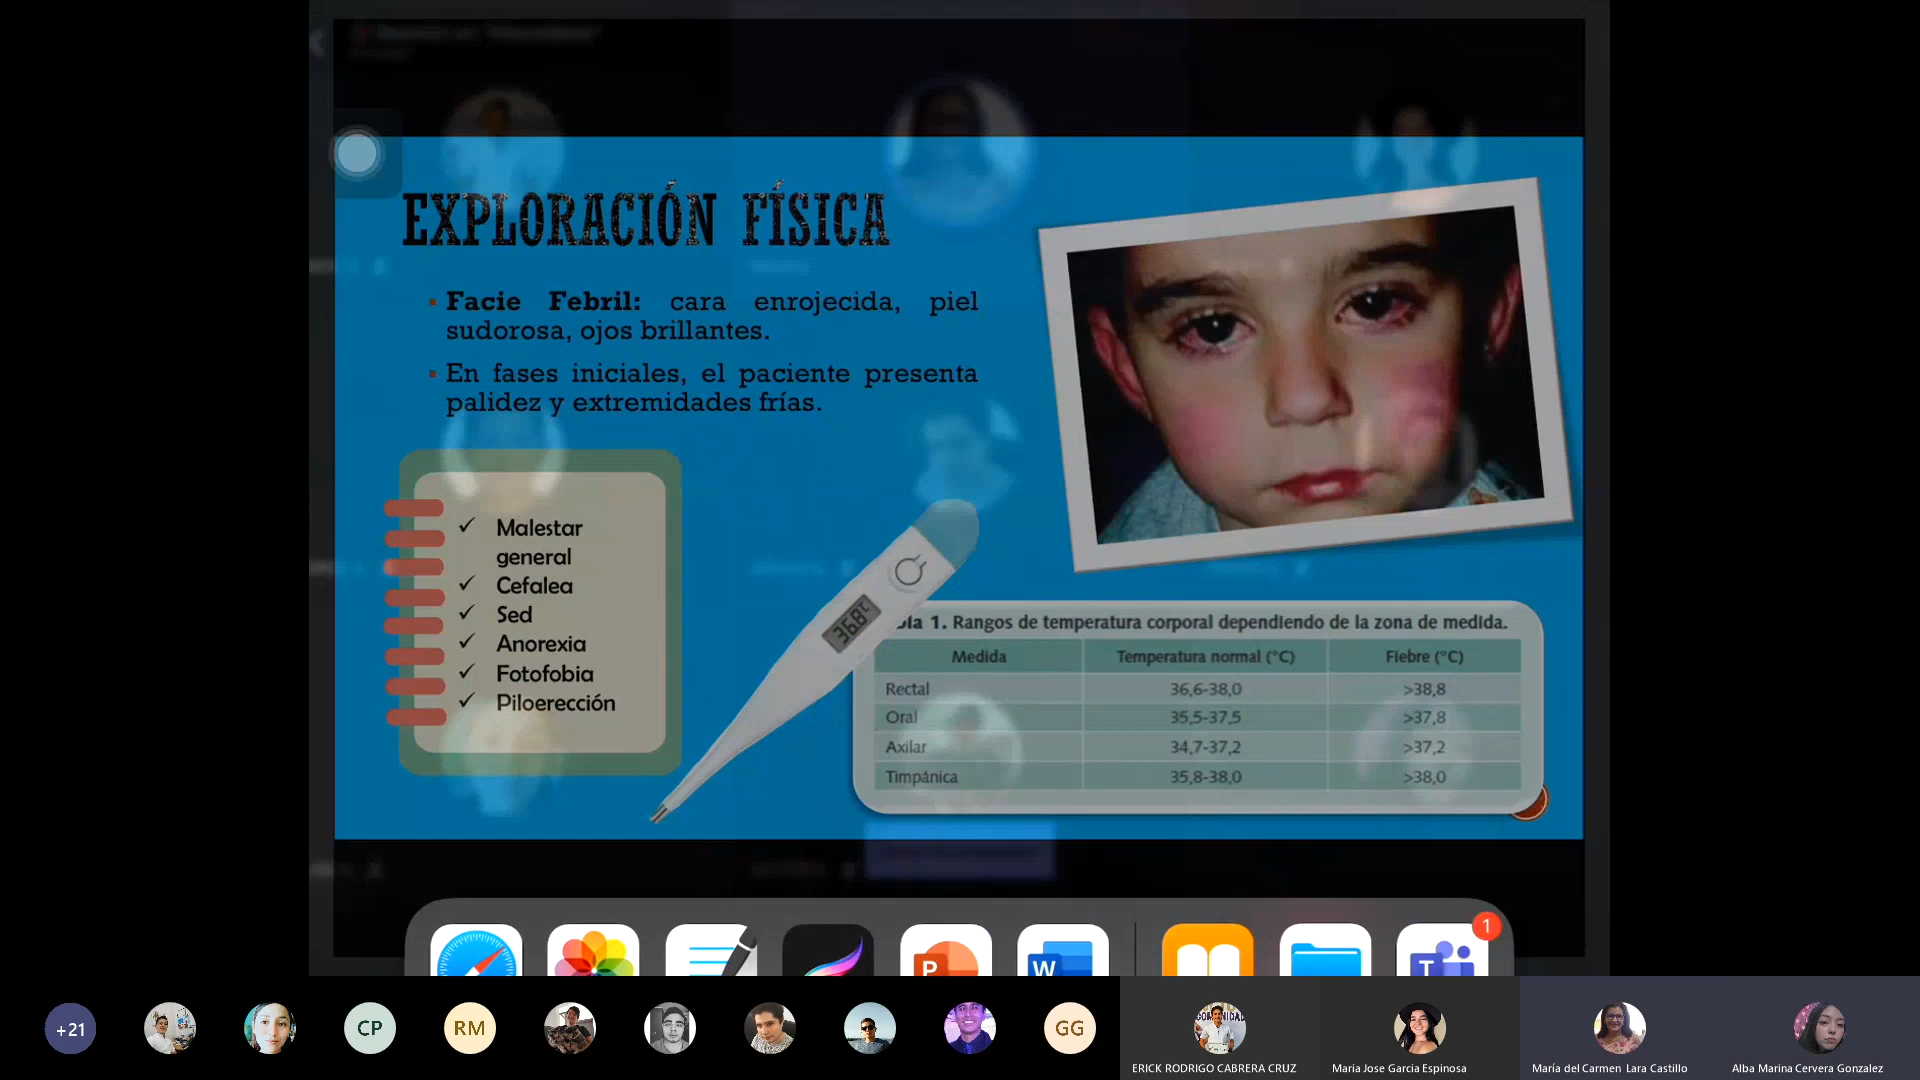 EXPLORACIÓN FÍSICA
Facie Febril: cara enrojecida, piel
sudorosa, ojos brillantes.
En fases iniciales, el paciente presenta
palidez y extremidades frías.
Malestar
general
Cefalea
Sed
Anorexia
Fotofobia
Piloerección
36.8°C
1. Rangos de temperatura corporal dependiendo de la zona de medida.
Medida Temperatura normal (°C) Fiebre (°C)
Rectal 36,6-38,0 >38,8
Oral 35,5-37,5 >37,8
Axilar 34,7-37,2 >37,2
Timpánica 35,8-38,0 >38,0
P
W
T
1
+21
CP
RM
GG
ERICK RODRIGO CABRERA CRUZ
Maria Jose Garcia Espinosa
María del Carmen Lara Castillo
Alba Marina Cervera Gonzalez